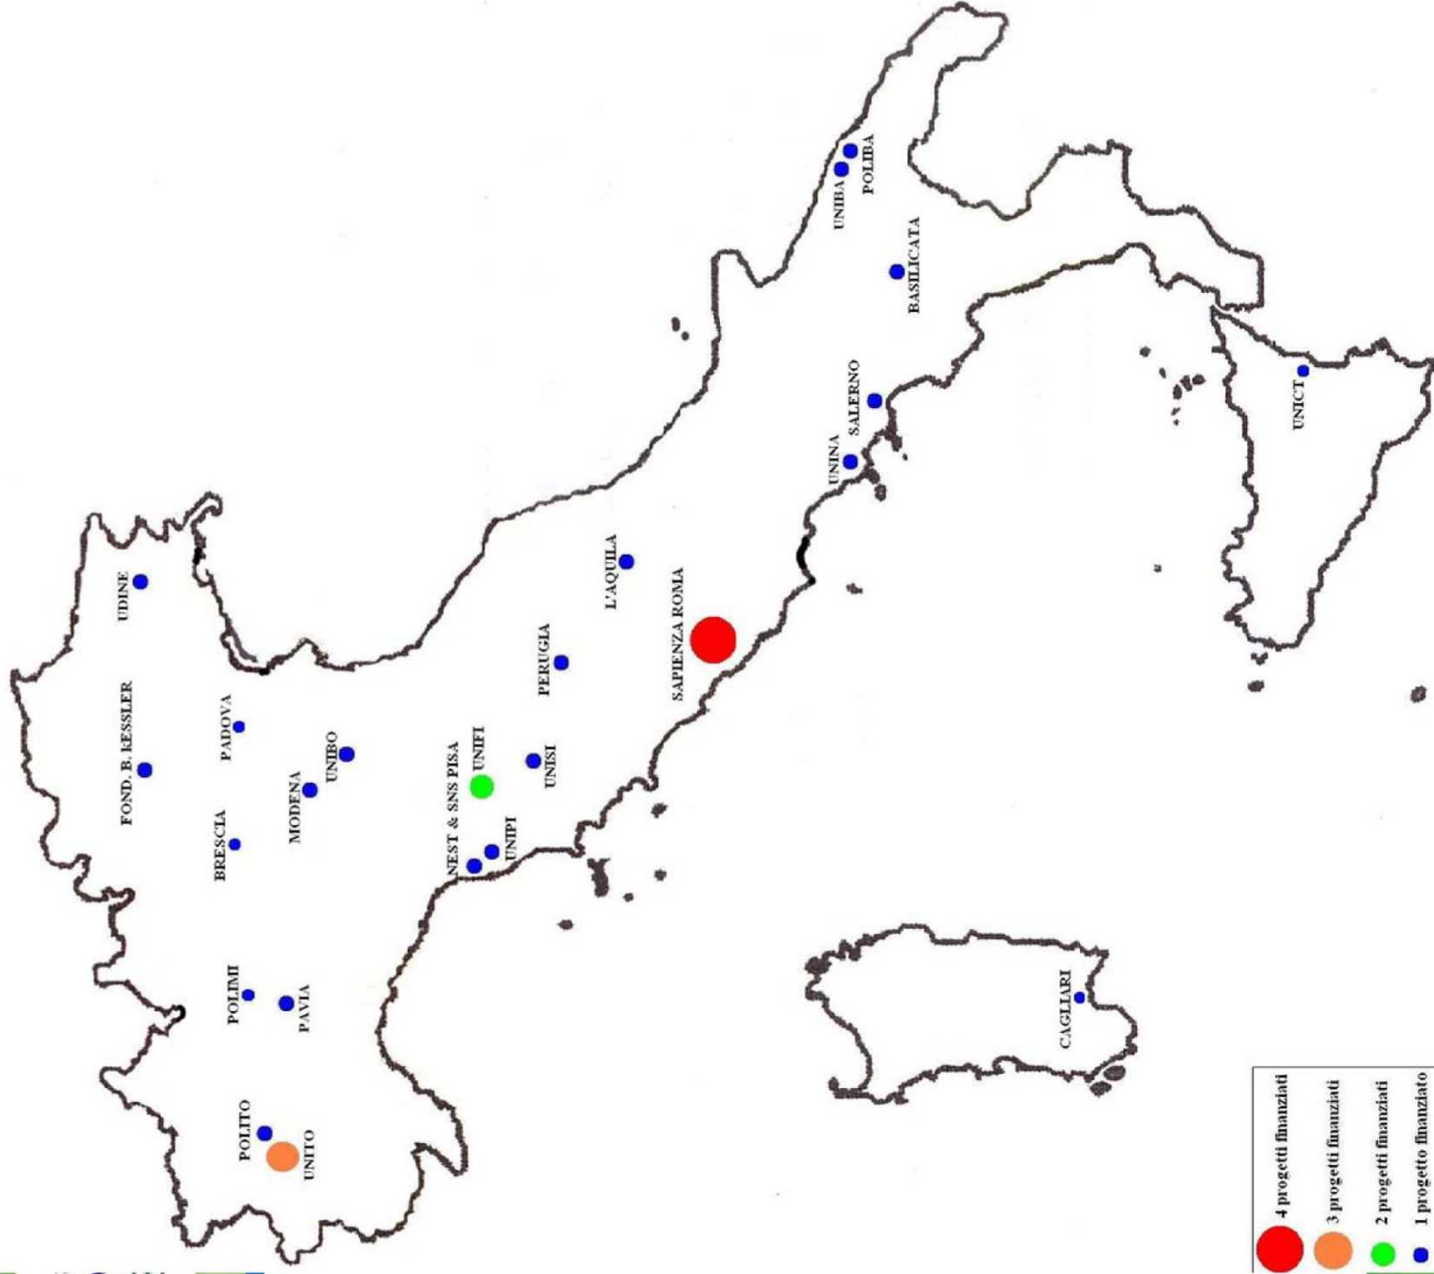 UDINE
FOND. B. KESSLER
PADOVA
BRESCIA
MODENA
UNIBO
POLIMI
PAVIA
POLITO
UNITO
NEST & SNS PISA
UNIFI
UNIPI
UNISI
PERUGIA
L'AQUILA
SAPIENZA ROMA
UNINA
SALERNO
UNIBA
POLIBA
BASILICATA
UNICT
CAGLIARI
4 progetti finanziati
3 progetti finanziati
2 progetti finanziati
1 progetto finanziato